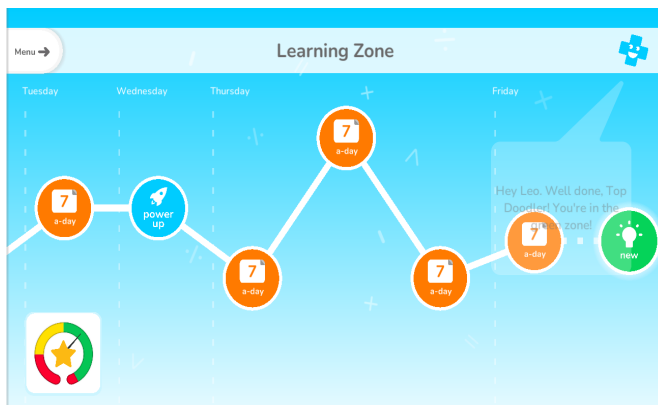 Menu
Learning Zone
Tuesday
Wednesday
Thursday
Friday
7
a-day
Hey Leo. Well done, Top
Doodler! You're in the
green zone!
7
a-day
power
up
7
a-day
new
7
a-day
7
a-day